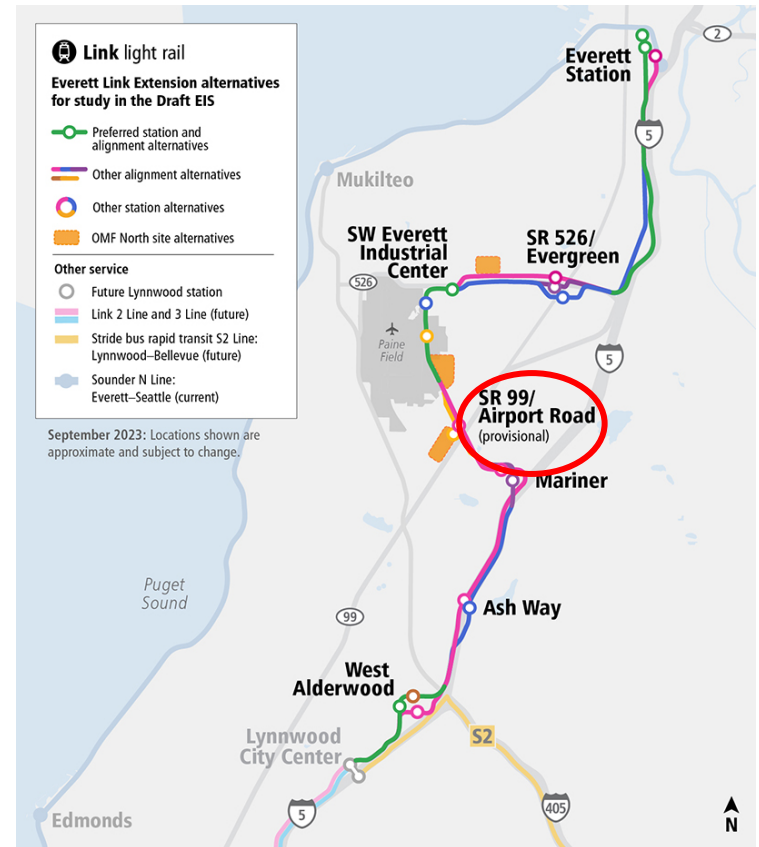 Link light rail
Everett Link Extension alternatives
for study in the Draft EIS
Preferred station and
alignment alternatives
Other alignment alternatives
Other station alternatives
OMF North site alternatives
Other service
Future Lynnwood station
Link 2 Line and 3 Line (future)
Stride bus rapid transit S2 Line:
Lynnwood–Bellevue (future)
Sounder N Line:
Everett–Seattle (current)
September 2023: Locations shown are
approximate and subject to change.
Everett
Station
2
5
Mukilteo
SW Everett
Industrial
Center
SR 526/
Evergreen
526
Paine
Field
5
SR 99/
Airport Road
(provisional)
Mariner
Puget
Sound
99
Ash Way
West
Alderwood
Lynnwood
City Center
S2
5
405
Edmonds
N